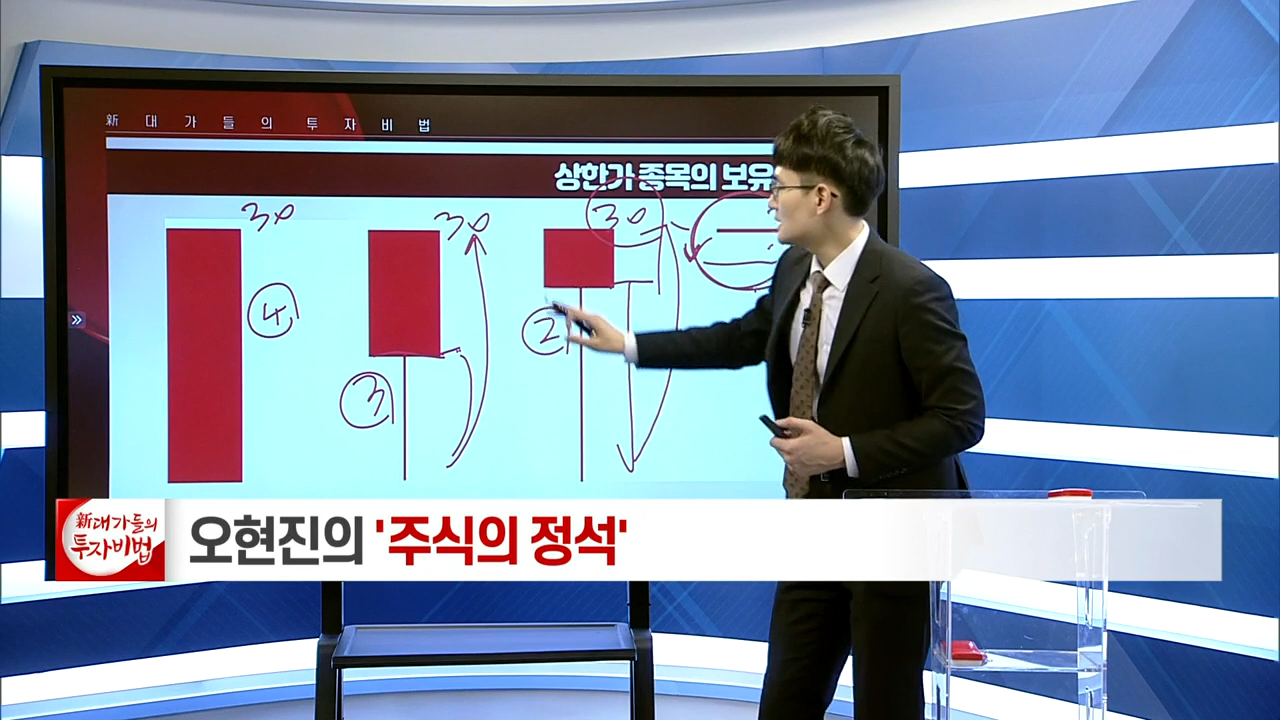 新 대 가 들 의 투 자 비 법
상한가 종목의 보유
30
30
30
4
3
2
新대가들의
투자비법
오현진의 '주식의 정석'